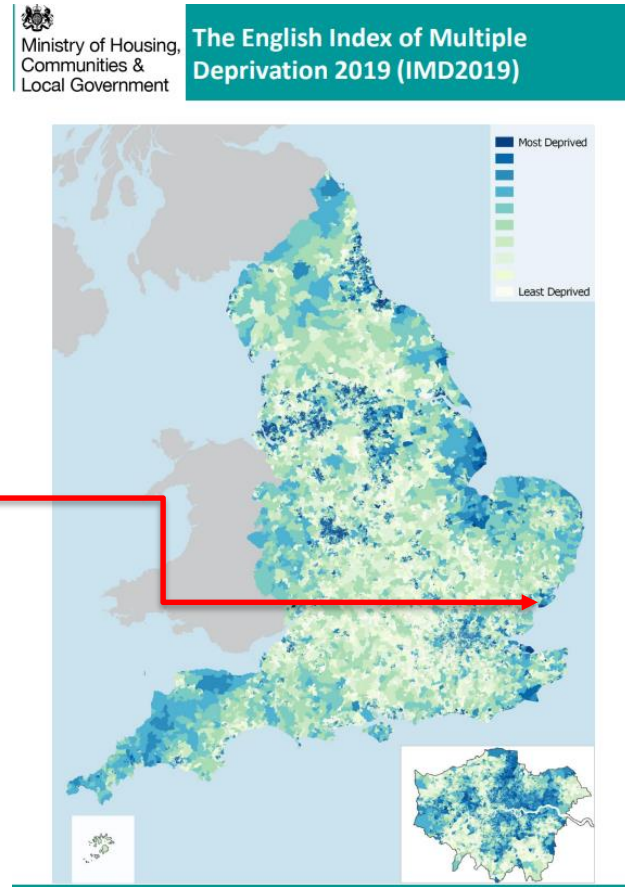 Ministry of Housing,
Communities &
Local Government
The English Index of Multiple
Deprivation 2019 (IMD2019)
Most Deprived
Least Deprived